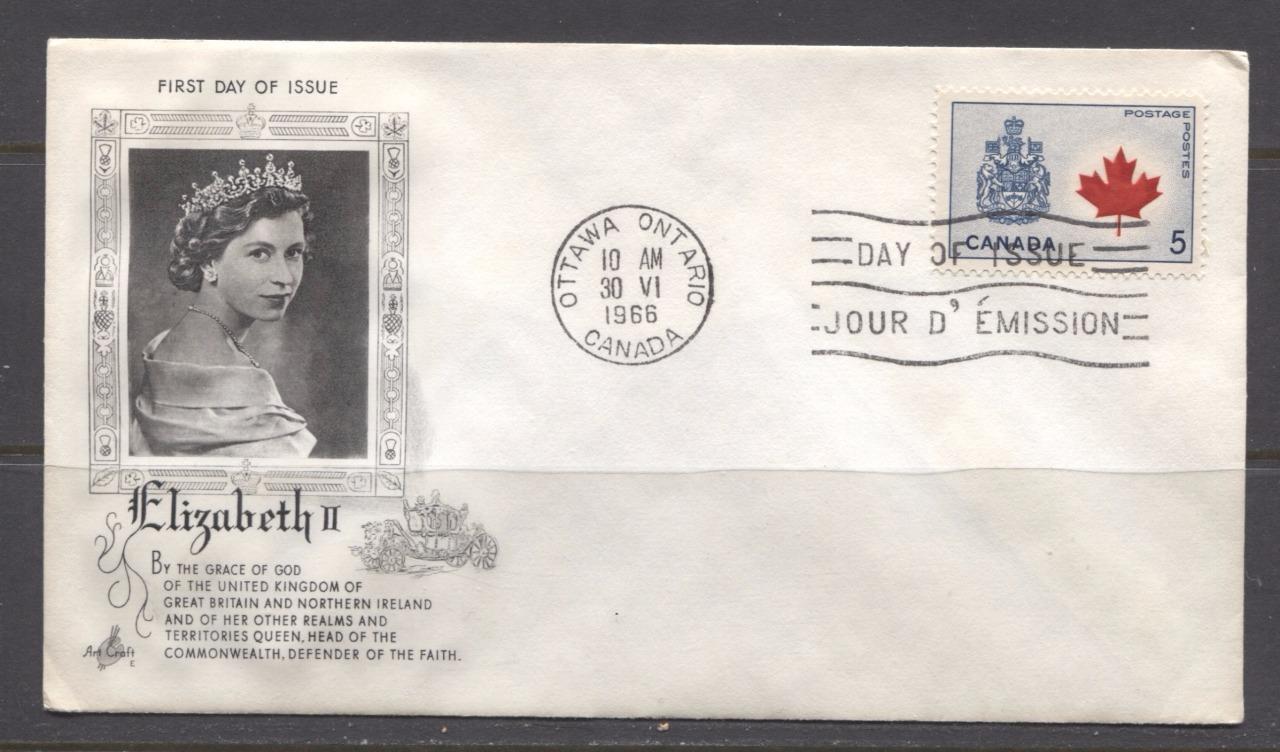 FIRST DAY OF ISSUE
Elizabeth II
BY THE GRACE OF GOD
OF THE UNITED KINGDOM OF
GREAT BRITAIN AND NORTHERN IRELAND
AND OF HER OTHER REALMS AND
TERRITORIES QUEEN, HEAD OF THE
COMMONWEALTH, DEFENDER OF THE FAITH.
Art Craft
E
OTTAWA ONTARIO
10 AM
30 VI
1966
CANADA
POSTAGE
POSTES
CANADA
5
DAY OF ISSUE
JOUR D' ÉMISSION